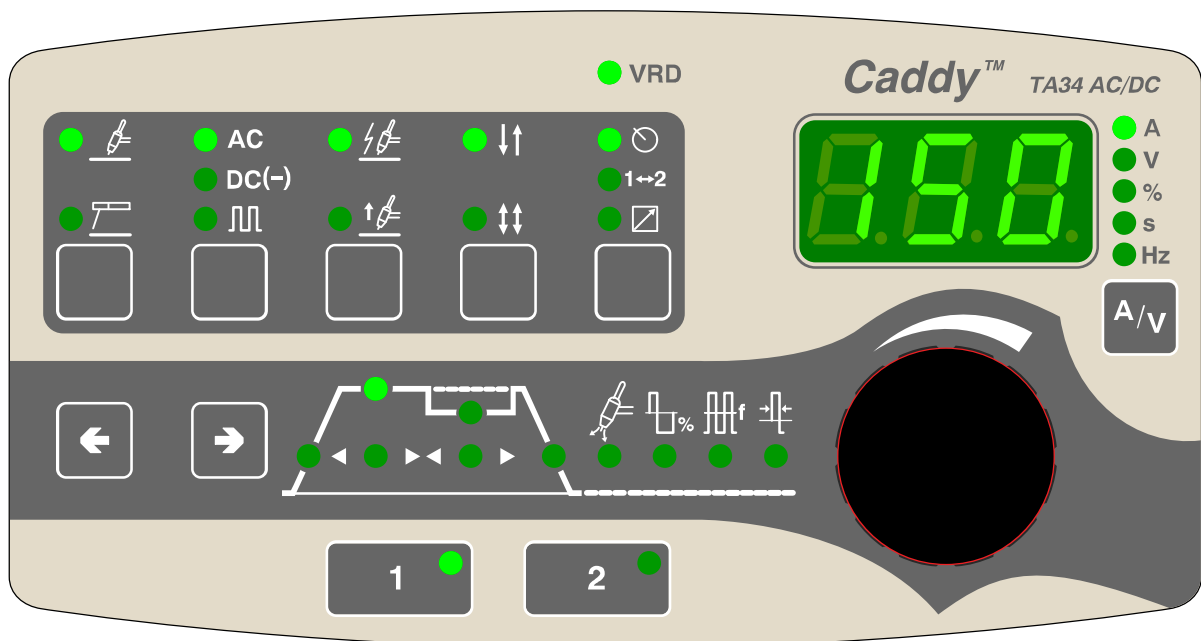 VRD
Caddy™
TA34 AC/DC
AC
DC(-)
1↔2
150
A
V
%
s
Hz
A/V
%
f
1
2